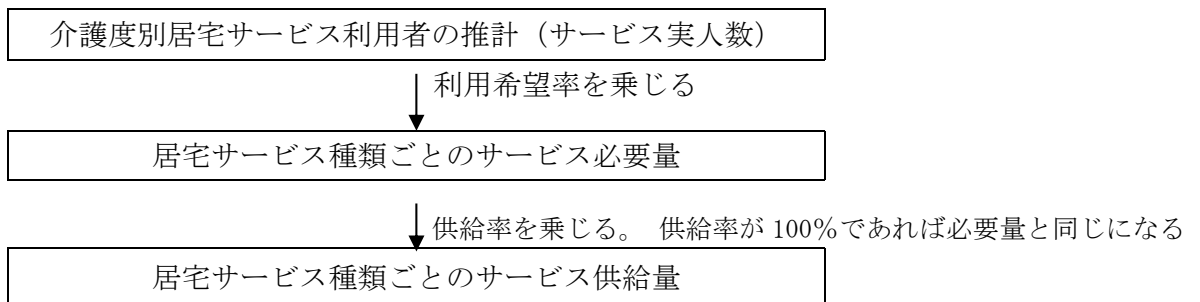 介護度別居宅サービス利用者の推計（サービス実人数）
利用希望率を乗じる
居宅サービス種類ごとのサービス必要量
供給率を乗じる。 供給率が 100％であれば必要量と同じになる
居宅サービス種類ごとのサービス供給量